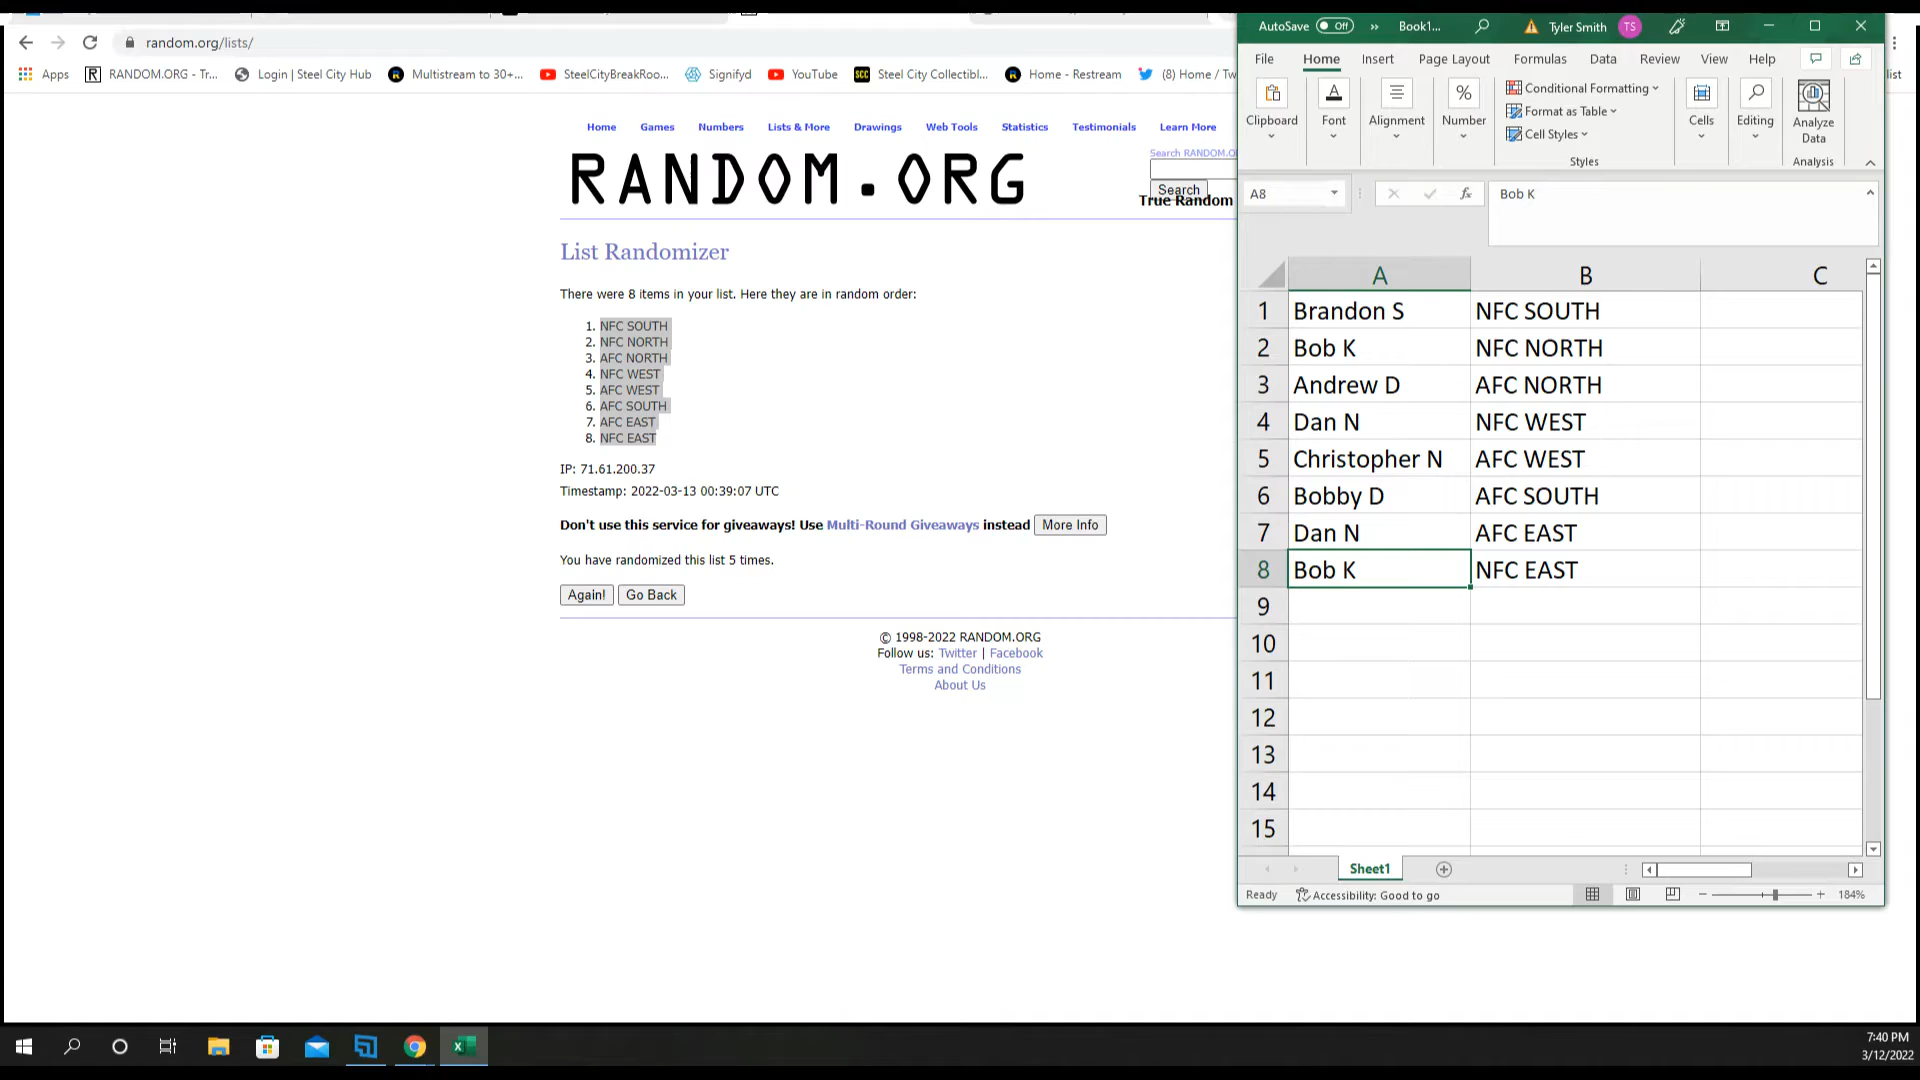 random.org/lists/
Apps RANDOM.ORG - Tr... Login | Steel City Hub Multistream to 30+... SteelCityBreakRoo... Signifyd YouTube Steel City Collectibl... Home - Restream (8) Home / Tw
list
Home Games Numbers Lists & More Drawings Web Tools Statistics Testimonials Learn More
RANDOM.ORG
Search RANDOM.O
Search
True Random
List Randomizer
There were 8 items in your list. Here they are in random order:
1. NFC SOUTH
2. NFC NORTH
3. AFC NORTH
4. NFC WEST
5. AFC WEST
6. AFC SOUTH
7. AFC EAST
8. NFC EAST
IP: 71.61.200.37
Timestamp: 2022-03-13 00:39:07 UTC
Don't use this service for giveaways! Use Multi-Round Giveaways instead More Info
You have randomized this list 5 times.
Again! Go Back
© 1998-2022 RANDOM.ORG
Follow us: Twitter | Facebook
Terms and Conditions
About Us
AutoSave Off » Book1... Tyler Smith TS
File Home Insert Page Layout Formulas Data Review View Help
Clipboard Font Alignment Number Conditional Formatting Format as Table Cell Styles Cells Editing Analyze Data
Styles Analysis
A8 fx Bob K
A B C
1 Brandon S NFC SOUTH
2 Bob K NFC NORTH
3 Andrew D AFC NORTH
4 Dan N NFC WEST
5 Christopher N AFC WEST
6 Bobby D AFC SOUTH
7 Dan N AFC EAST
8 Bob K NFC EAST
9
10
11
12
13
14
15
Sheet1
Ready Accessibility: Good to go 184%
7:40 PM
3/12/2022